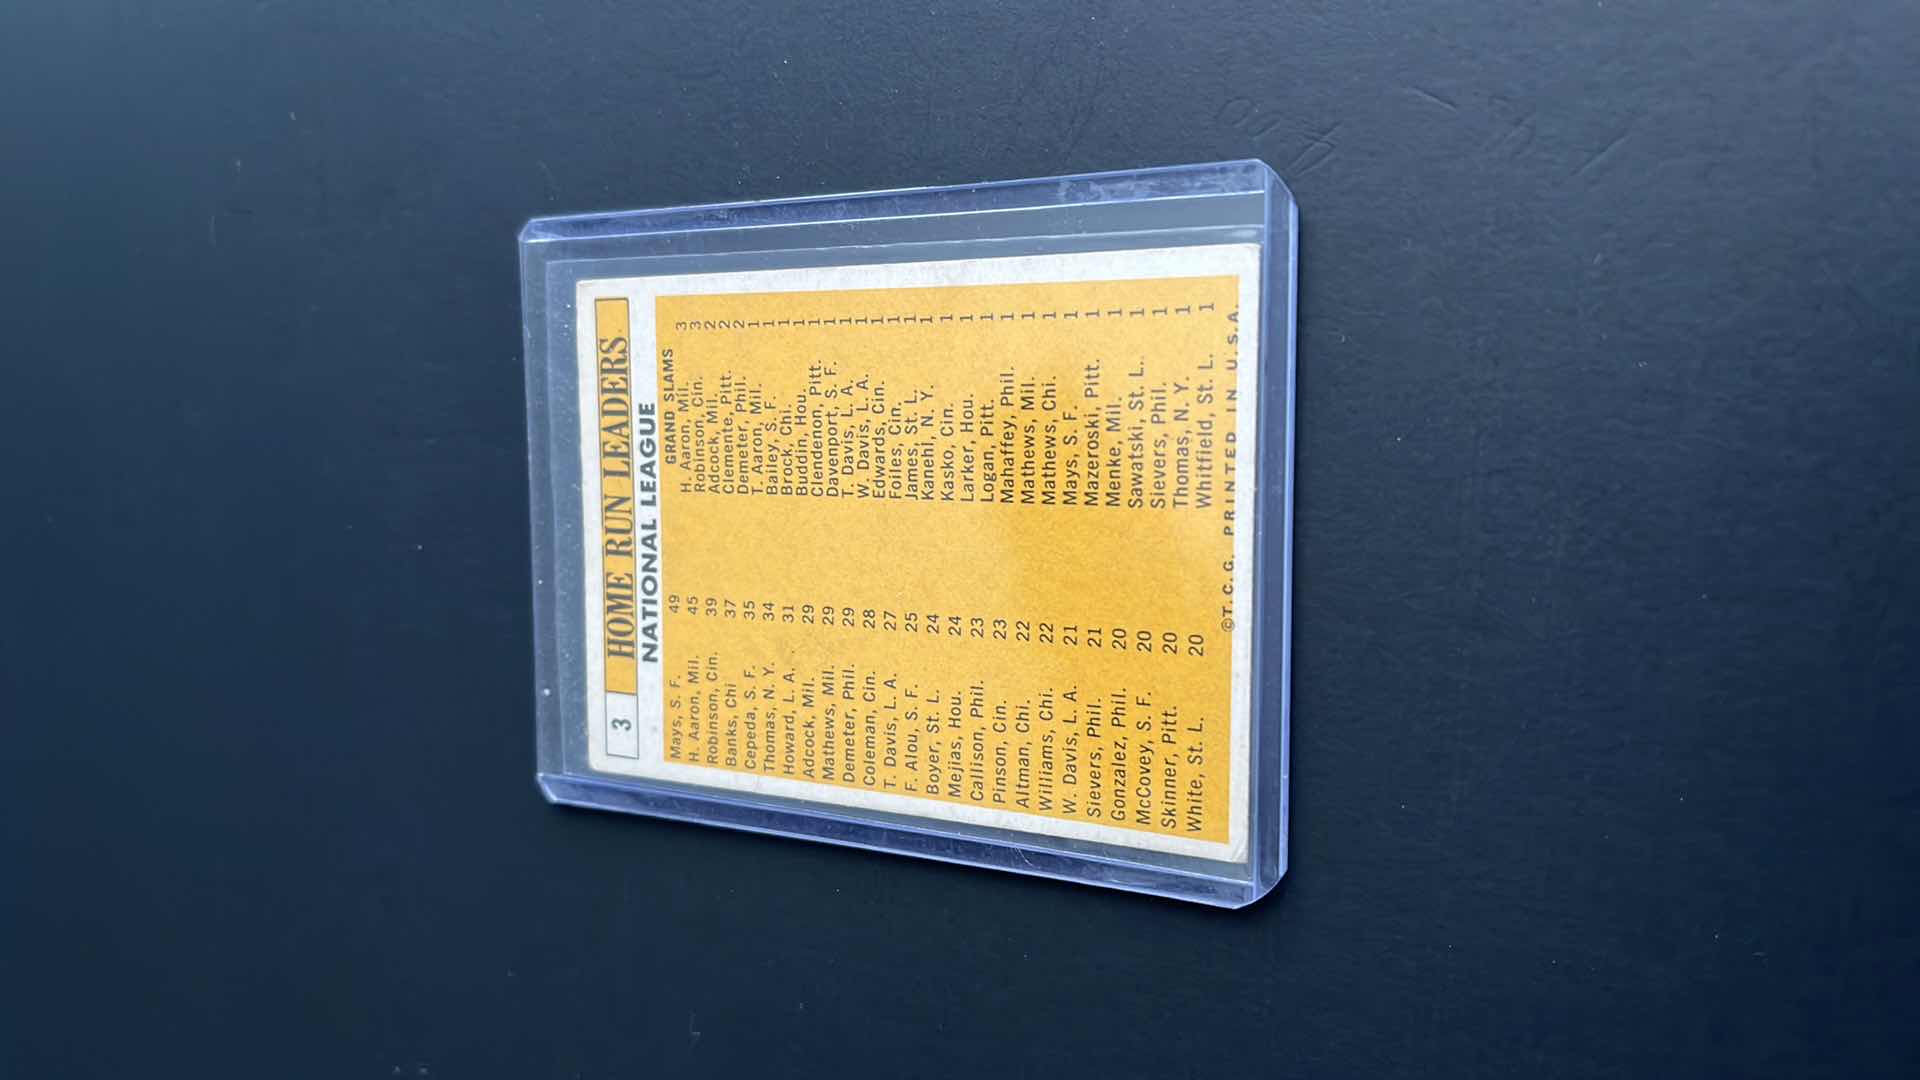 3 HOME RUN LEADERS
NATIONAL LEAGUE
Mays, S. F. 49
H. Aaron, Mil. 45
Robinson, Cin. 39
Banks, Chi 37
Cepeda, S. F. 35
Thomas, N. Y. 34
Howard, L. A. 31
Adcock, Mil. 29
Mathews, Mil. 29
Demeter, Phil. 29
Coleman, Cin. 28
T. Davis, L. A. 27
F. Alou, S. F. 25
Boyer, St. L. 24
Mejias, Hou. 24
Callison, Phil. 23
Pinson, Cin. 23
Altman, Chi. 22
Williams, Chi. 22
W. Davis, L. A. 21
Sievers, Phil. 21
Gonzalez, Phil. 20
McCovey, S. F. 20
Skinner, Pitt. 20
White, St. L. 20
GRAND SLAMS
H. Aaron, Mil. 3
Robinson, Cin. 3
Adcock, Mil. 2
Clemente, Pitt. 2
Demeter, Phil. 2
T. Aaron, Mil. 1
Bailey, S. F. 1
Brock, Chi. 1
Buddin, Hou. 1
Clendenon, Pitt. 1
Davenport, S. F. 1
T. Davis, L. A. 1
W. Davis, L. A. 1
Edwards, Cin. 1
Foiles, Cin. 1
James, St. L. 1
Kanehl, N. Y. 1
Kasko, Cin. 1
Larker, Hou. 1
Logan, Pitt. 1
Mahaffey, Phil. 1
Mathews, Mil. 1
Mathews, Chi. 1
Mays, S. F. 1
Mazeroski, Pitt. 1
Menke, Mil. 1
Sawatski, St. L. 1
Sievers, Phil. 1
Thomas, N. Y. 1
Whitfield, St. L. 1
©T. C. G. PRINTED IN U. S. A.